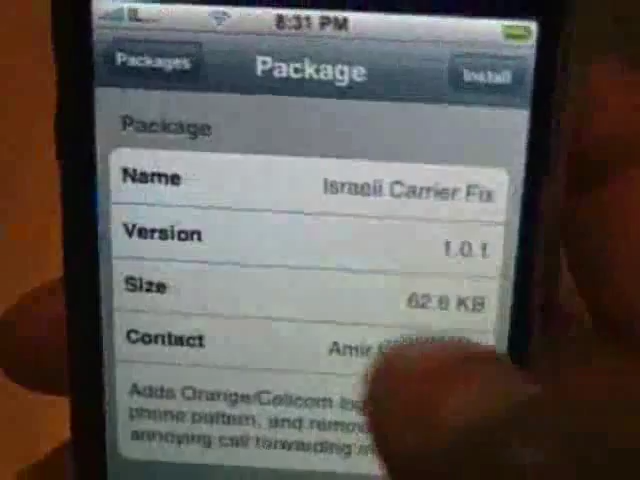 IL...
8:31 PM
Packages
Package
Install
Package
Name Israeli Carrier Fix
Version 1.0.1
Size 62.6 KB
Contact Amir
Adds Orange/Cellcom
phone pattern, and
annoying call forwarding